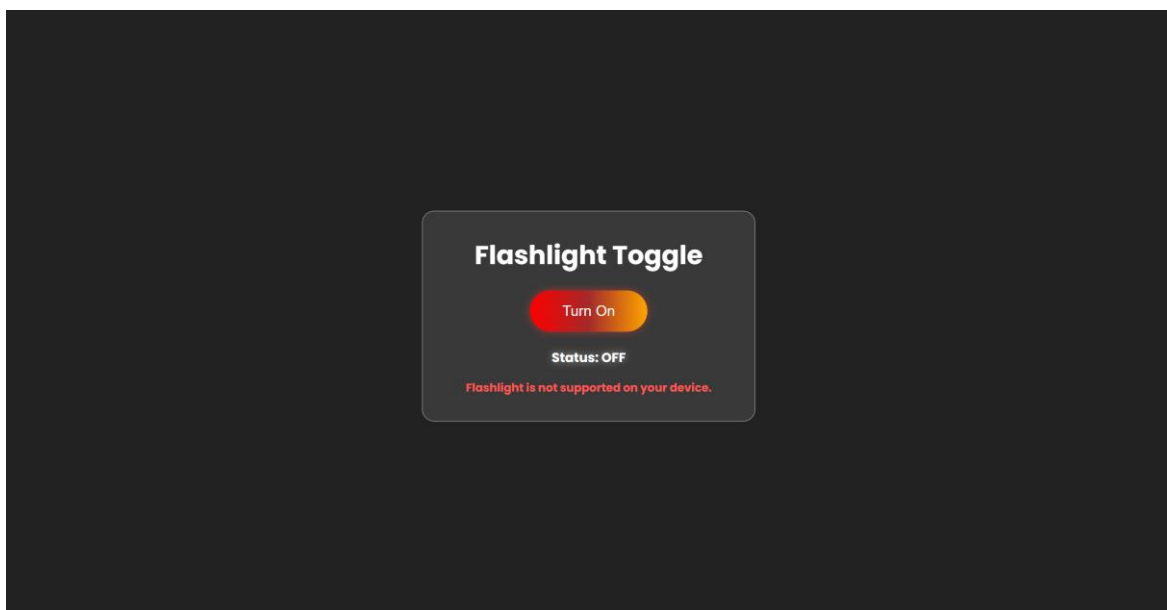 Flashlight Toggle
Turn On
Status: OFF
Flashlight is not supported on your device.